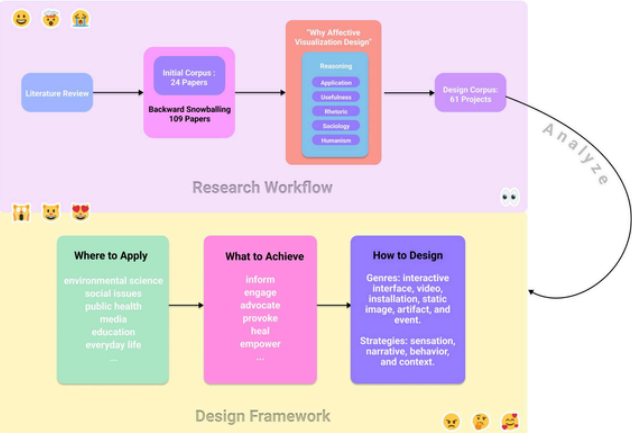 "Why Affective
Visualization Design"
Initial Corpus :
24 Papers
Reasoning
Application
Literature Review
Usefulness
Design Corpus:
61 Projects
Backward Snowballing
109 Papers
Rhetoric
Sociology
Humanism
Analyze
Research Workflow
Where to Apply
environmental science
social issues
public health
media
education
everyday life
....
What to Achieve
inform
engage
advocate
provoke
heal
empower
....
How to Design
Genres: interactive
interface, video,
installation, static
image, artifact, and
event.
Strategies: sensation,
narrative, behavior,
and context.
Design Framework